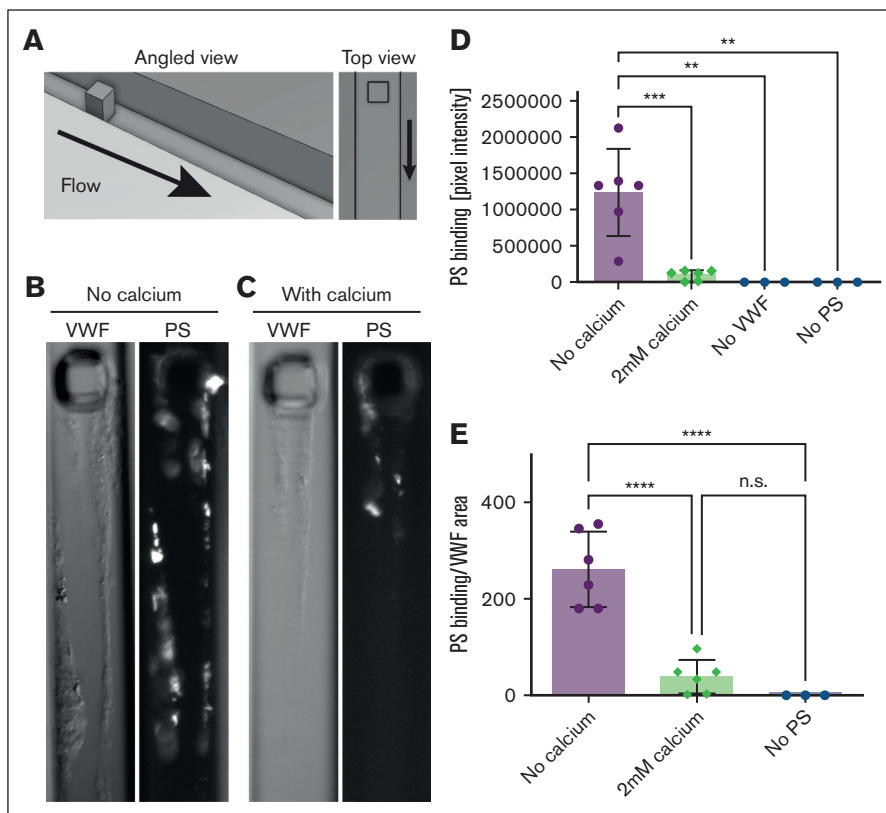 A
Angled view
Top view
Flow
B
No calcium
VWF
PS
C
With calcium
VWF
PS
D
**
**
***
PS binding [pixel intensity]
2500000
2000000
1500000
1000000
500000
0
No calcium
2mM calcium
No VWF
No PS
E
****
****
n.s.
PS binding/VWF area
400
200
0
No calcium
2mM calcium
No PS